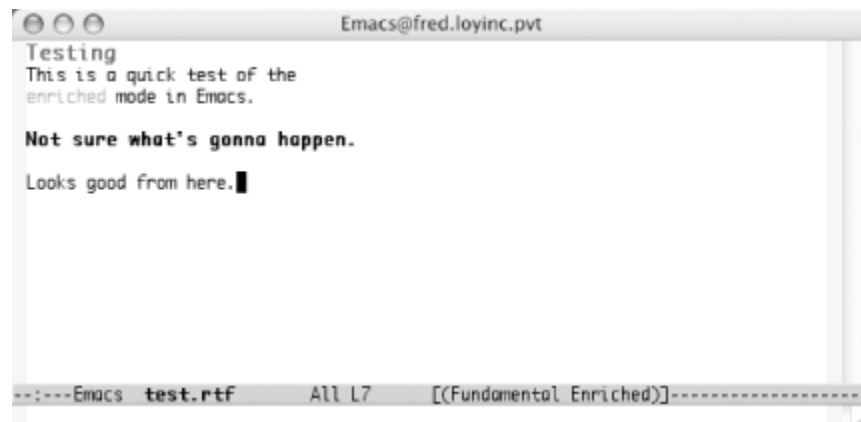 Emacs@fred.loyinc.pvt
Testing
This is a quick test of the
enriched mode in Emacs.
Not sure what's gonna happen.
Looks good from here.
--:---Emacs  test.rtf       All L7      [(Fundamental Enriched)]-------------------